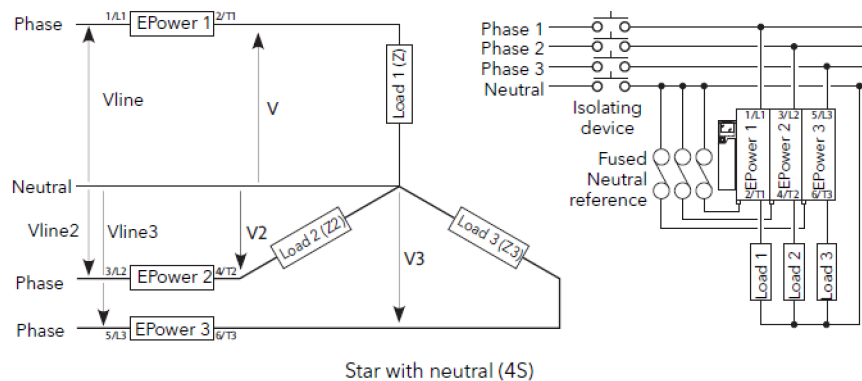 Phase 1/L1 EPower 1 2/T1
Vline V Load 1 (Z)
Neutral
Vline2 Vline3 V2 Load 2 (Z2) Load 3 (Z3)
V3
Phase 3/L2 EPower 2 4/T2
Phase EPower 3
5/L3 6/T3
Phase 1
Phase 2
Phase 3
Neutral
Isolating
device
Fused
Neutral
reference
1/L1 3/L2 5/L3
EPower 1 EPower 2 EPower 3
2/T1 4/T2 6/T3
Load 1 Load 2 Load 3
Star with neutral (4S)